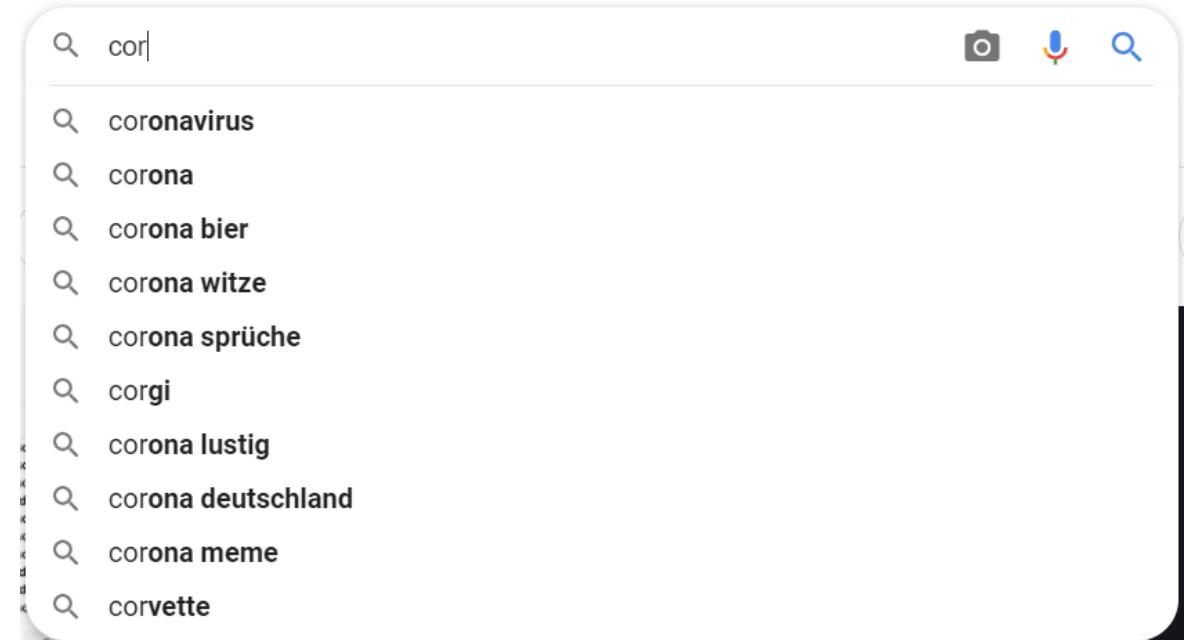 cor
coronavirus
corona
corona bier
corona witze
corona sprüche
corgi
corona lustig
corona deutschland
corona meme
corvette